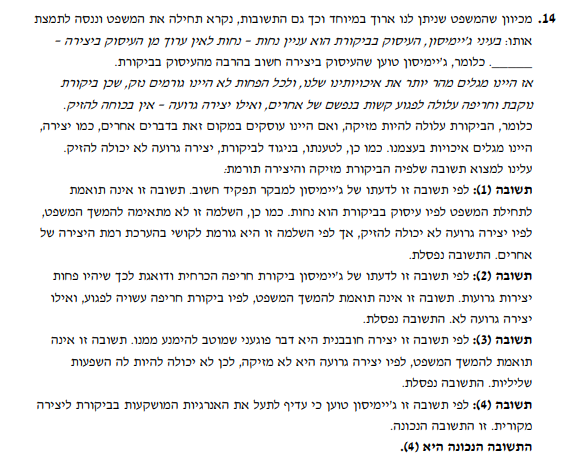 14. מכיוון שהמשפט שניתן לנו ארוך במיוחד וכך גם התשובות, נקרא תחילה את המשפט וננסה לתמצת
אותו: בעיני ג'יימיסון, העיסוק בביקורת הוא עניין נחות – נחות לאין ערוך מן העיסוק ביצירה –
______. כלומר, ג'יימיסון טוען שהעיסוק ביצירה חשוב בהרבה מהעיסוק בביקורת.
אז היינו מגלים מהר יותר את איכויותינו שלנו, ולכל הפחות לא היינו גורמים נזק, שכן ביקורת
נוקבת וחריפה עלולה לפגוע קשות בנפשם של אחרים, ואילו יצירה גרועה – אין בכוחה להזיק.
כלומר, הביקורת עלולה להיות מזיקה, ואם היינו עוסקים במקום זאת בדברים אחרים, כמו יצירה,
היינו מגלים איכויות בעצמנו. כמו כן, לטענתו, בניגוד לביקורת, יצירה גרועה לא יכולה להזיק.
עלינו למצוא תשובה שלפיה הביקורת מזיקה והיצירה תורמת:
תשובה (1): לפי תשובה זו לדעתו של ג'יימיסון למבקר תפקיד חשוב. תשובה זו אינה תואמת
לתחילת המשפט לפיו עיסוק בביקורת הוא נחות. כמו כן, השלמה זו לא מתאימה להמשך המשפט,
לפיו יצירה גרועה לא יכולה להזיק, אך לפי השלמה זו היא גורמת לקושי בהערכת רמת היצירה של
אחרים. התשובה נפסלת.
תשובה (2): לפי תשובה זו לדעתו של ג'יימיסון ביקורת חריפה הכרחית ודואגת לכך שיהיו פחות
יצירות גרועות. תשובה זו אינה תואמת להמשך המשפט, לפיו ביקורת חריפה עשויה לפגוע, ואילו
יצירה גרועה לא. התשובה נפסלת.
תשובה (3): לפי תשובה זו יצירה חובבנית היא דבר פוגעני שמוטב להימנע ממנו. תשובה זו אינה
תואמת להמשך המשפט, לפיו יצירה גרועה היא לא מזיקה, לכן לא יכולה להיות לה השפעות
שליליות. התשובה נפסלת.
תשובה (4): לפי תשובה זו ג'יימיסון טוען כי עדיף לתעל את האנרגיות המושקעות בביקורת ליצירה
מקורית. זו התשובה הנכונה.
התשובה הנכונה היא (4).